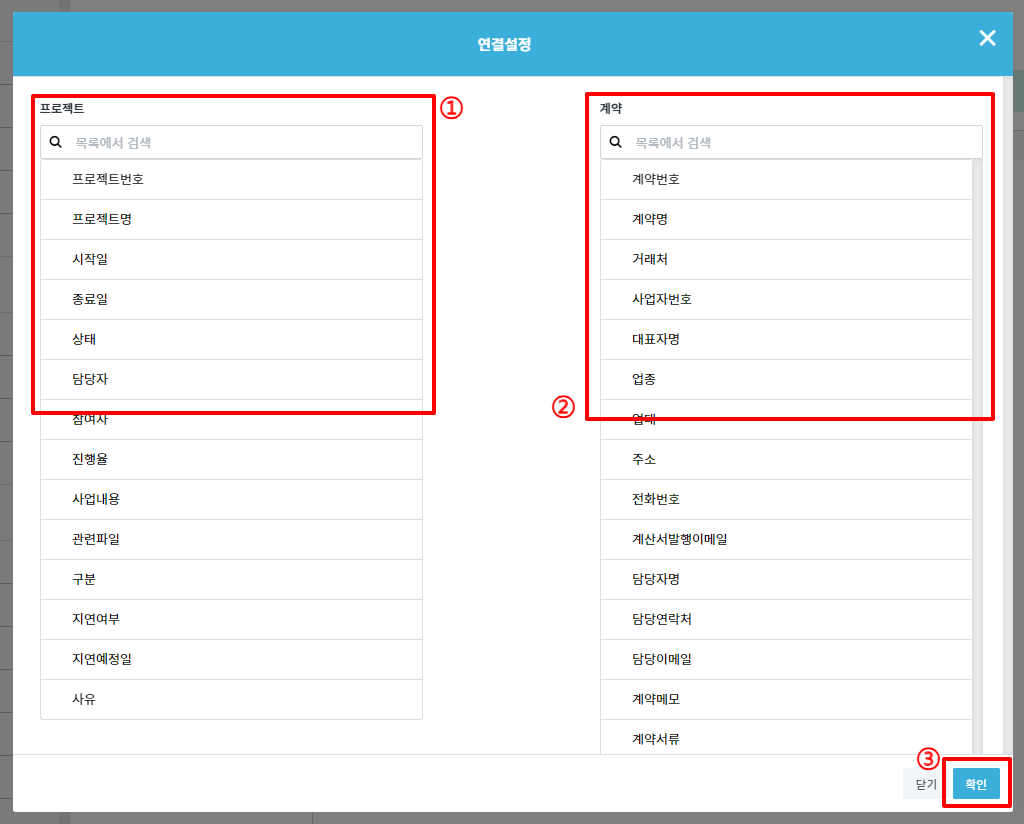 연결설정
①
프로젝트
목록에서 검색
프로젝트번호
프로젝트명
시작일
종료일
상태
담당자
참여자
진행율
사업내용
관련파일
구분
지연여부
지연예정일
사유
②
계약
목록에서 검색
계약번호
계약명
거래처
사업자번호
대표자명
업종
업태
주소
전화번호
계산서발행이메일
담당자명
담당연락처
담당이메일
계약메모
계약서류
③
닫기
확인